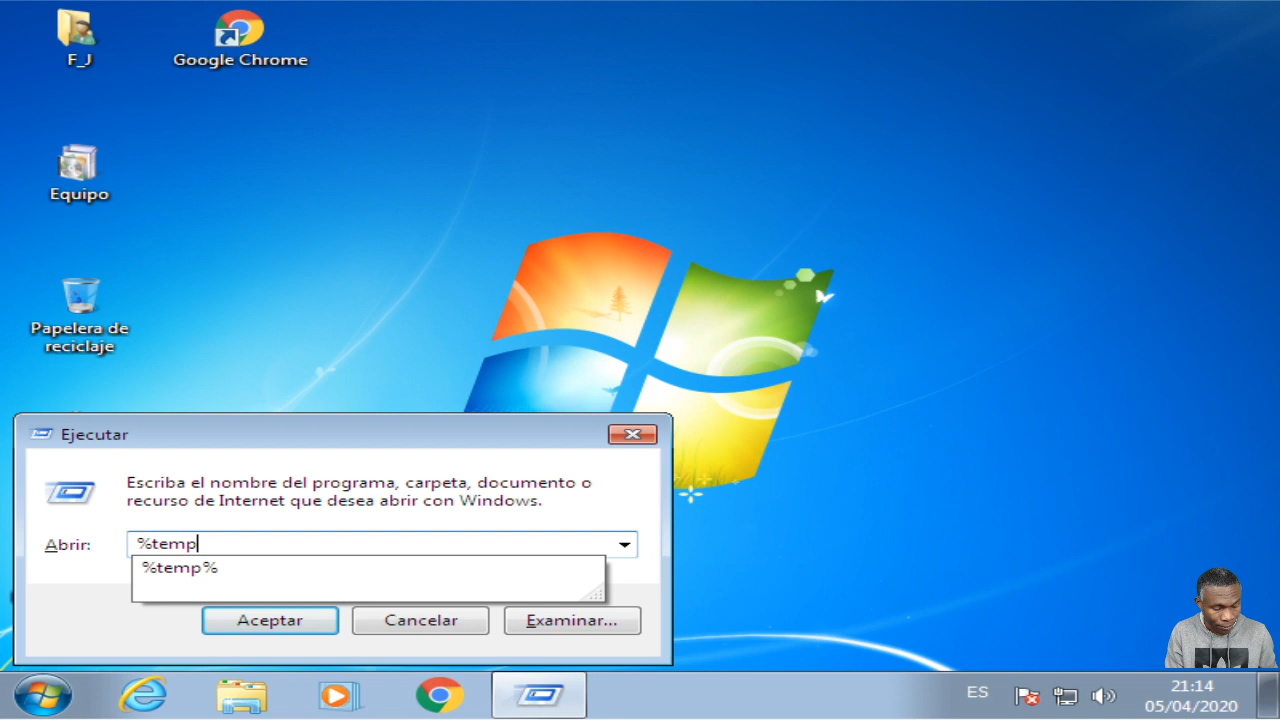 F_J
Google Chrome
Equipo
Papelera de
reciclaje
Ejecutar
Escriba el nombre del programa, carpeta, documento o
recurso de Internet que desea abrir con Windows.
Abrir:
%temp
%temp%
Aceptar
Cancelar
Examinar...
ES
21:14
05/04/2020